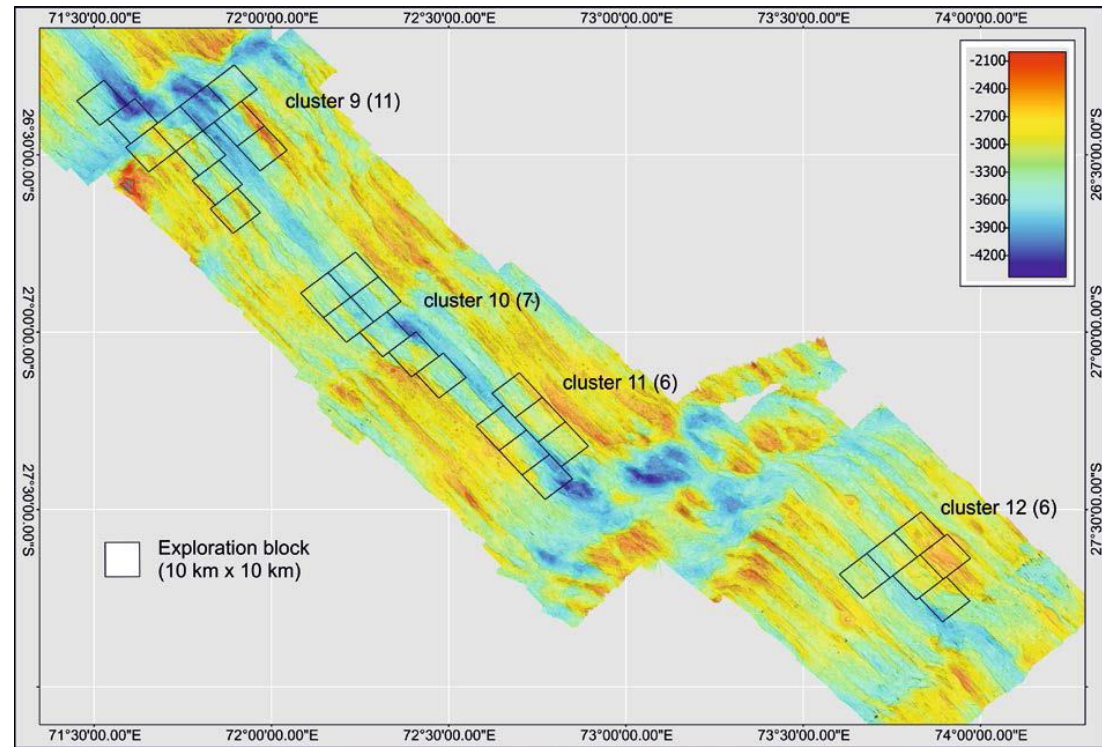 71°30'00.00"E 72°00'00.00"E 72°30'00.00"E 73°00'00.00"E 73°30'00.00"E 74°00'00.00"E
-2100
-2400
-2700
-3000
-3300
-3600
-3900
-4200
cluster 9 (11)
26°30'00.00"S
26°30'00.00"S
cluster 10 (7)
27°00'00.00"S
27°00'00.00"S
cluster 11 (6)
27°30'00.00"S
27°30'00.00"S
cluster 12 (6)
Exploration block
(10 km x 10 km)
71°30'00.00"E 72°00'00.00"E 72°30'00.00"E 73°00'00.00"E 73°30'00.00"E 74°00'00.00"E